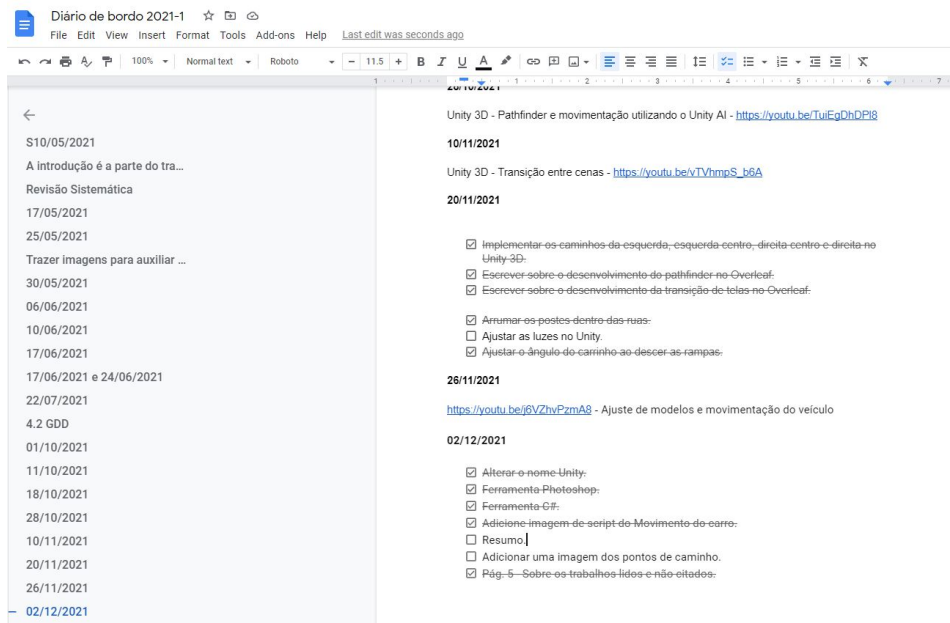 Diário de bordo 2021-1
File Edit View Insert Format Tools Add-ons Help Last edit was seconds ago
100% Normal text Roboto - 11.5 + B I U A
1 1 2 3 4 5 6 7
S10/05/2021
A introdução é a parte do tra...
Revisão Sistemática
17/05/2021
25/05/2021
Trazer imagens para auxiliar ...
30/05/2021
06/06/2021
10/06/2021
17/06/2021
17/06/2021 e 24/06/2021
22/07/2021
4.2 GDD
01/10/2021
11/10/2021
18/10/2021
28/10/2021
10/11/2021
20/11/2021
26/11/2021
02/12/2021
28/10/2021
Unity 3D - Pathfinder e movimentação utilizando o Unity AI - https://youtu.be/TuiEgDhDPl8
10/11/2021
Unity 3D - Transição entre cenas - https://youtu.be/vTVhmpS_b6A
20/11/2021
Implementar os caminhos da esquerda, esquerda centro, direita centro e direita no
Unity 3D.
Escrever sobre o desenvolvimento do pathfinder no Overleaf.
Escrever sobre o desenvolvimento da transição de telas no Overleaf.
Arrumar os postes dentro das ruas.
Ajustar as luzes no Unity.
Ajustar o ângulo do carrinho ao descer as rampas.
26/11/2021
https://youtu.be/j6VZhvPzmA8 - Ajuste de modelos e movimentação do veículo
02/12/2021
Alterar o nome Unity.
Ferramenta Photoshop.
Ferramenta C#.
Adicione imagem de script do Movimento do carro.
Resumo.
Adicionar uma imagem dos pontos de caminho.
Pág. 5 - Sobre os trabalhos lidos e não citados.